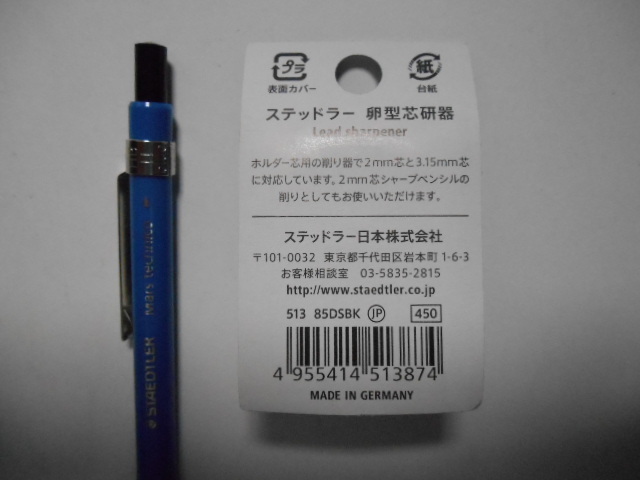 プラ
表面カバー
紙
台紙
ステッドラー 卵型芯研器
Lead sharpener
ホルダー芯用の削り器で2mm芯と3.15mm芯
に対応しています。2mm芯シャープペンシルの
削りとしてもお使いいただけます。
ステッドラー日本株式会社
〒101-0032 東京都千代田区岩本町1-6-3
お客様相談室 03-5835-2815
http://www.staedtler.co.jp
513 85DSBK JP 450
4 955414 513874
MADE IN GERMANY
STAEDTLER Mars technico